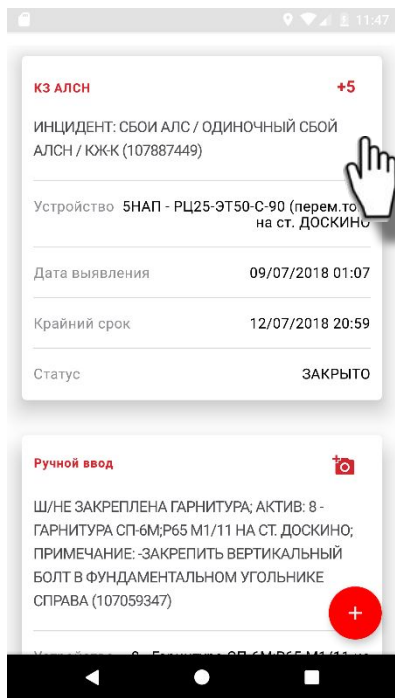 11:47
КЗ АЛСН
+5
ИНЦИДЕНТ: СБОИ АЛС / ОДИНОЧНЫЙ СБОЙ
АЛСН / КЖ-К (107887449)
Устройство 5НАП - РЦ25-ЭТ50-С-90 (перем.то
на ст. ДОСКИНО
Дата выявления 09/07/2018 01:07
Крайний срок 12/07/2018 20:59
Статус ЗАКРЫТО
Ручной ввод
Ш/НЕ ЗАКРЕПЛЕНА ГАРНИТУРА; АКТИВ: 8 -
ГАРНИТУРА СП-6М;Р65 М1/11 НА СТ. ДОСКИНО;
ПРИМЕЧАНИЕ: -ЗАКРЕПИТЬ ВЕРТИКАЛЬНЫЙ
БОЛТ В ФУНДАМЕНТАЛЬНОМ УГОЛЬНИКЕ
СПРАВА (107059347)